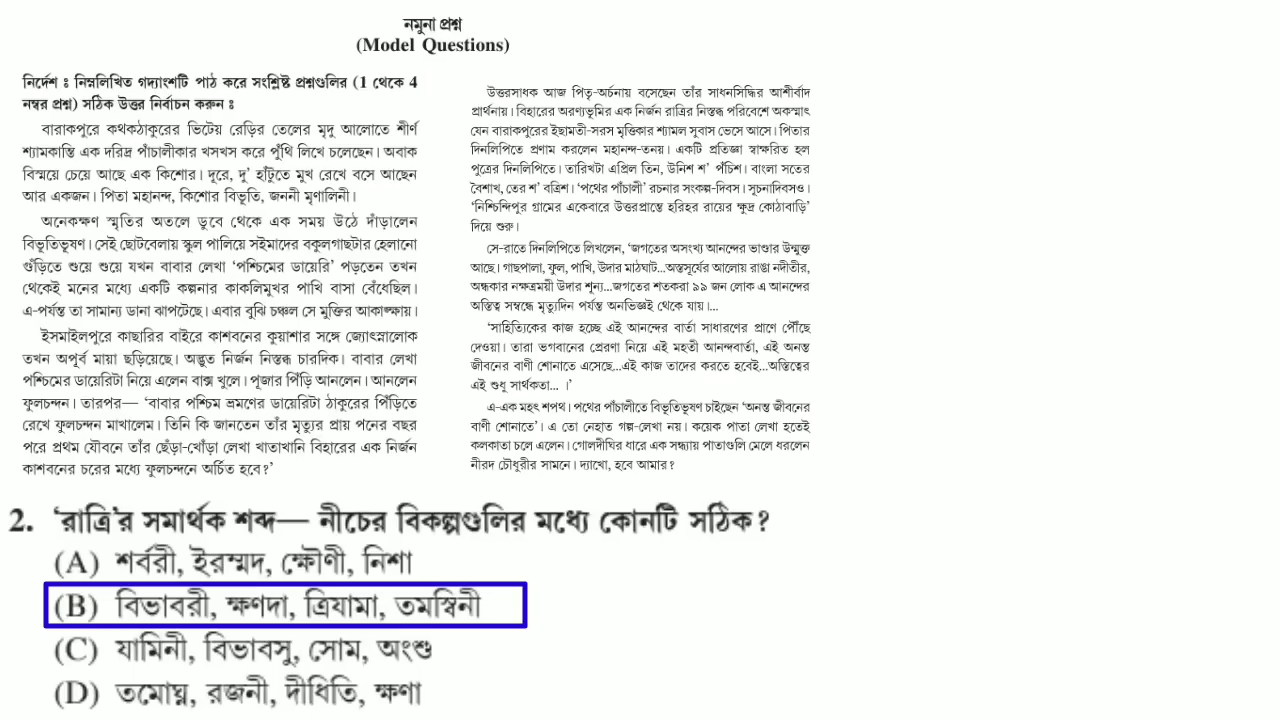 নমুনা প্রশ্ন
(Model Questions)
নির্দেশ ঃ নিম্নলিখিত গদ্যাংশটি পাঠ করে সংশ্লিষ্ট প্রশ্নগুলির (1 থেকে 4
নম্বর প্রশ্ন) সঠিক উত্তর নির্বাচন করুন ঃ
বারাকপুরে কথকঠাকুরের ভিটেয় রেড়ির তেলের মৃদু আলোতে শীর্ণ
শ্যামকান্তি এক দরিদ্র পাঁচালীকার খসখস করে পুঁথি লিখে চলেছেন। অবাক
বিস্ময়ে চেয়ে আছে এক কিশোর। দূরে, দু' হাঁটুতে মুখ রেখে বসে আছেন
আর একজন। পিতা মহানন্দ, কিশোর বিভূতি, জননী মৃণালিনী।
অনেকক্ষণ স্মৃতির অতলে ডুবে থেকে এক সময় উঠে দাঁড়ালেন
বিভূতিভূষণ। সেই ছোটবেলায় স্কুল পালিয়ে সইমাদের বকুলগাছটার হেলানো
গুঁড়িতে শুয়ে শুয়ে যখন বাবার লেখা ‘পশ্চিমের ডায়েরি’ পড়তেন তখন
থেকেই মনের মধ্যে একটি কল্পনার কাকলিমুখর পাখি বাসা বেঁধেছিল।
এ-পর্যন্ত তা সামান্য ডানা ঝাপটেছে। এবার বুঝি চঞ্চল সে মুক্তির আকাঙ্ক্ষায়।
ইসমাইলপুরে কাছারির বাইরে কাশবনের কুয়াশার সঙ্গে জ্যোৎস্নালোক
তখন অপূর্ব মায়া ছড়িয়েছে। অদ্ভুত নির্জন নিস্তব্ধ চারদিক। বাবার লেখা
পশ্চিমের ডায়েরিটা নিয়ে এলেন বাক্স খুলে। পূজার পিঁড়ি আনলেন। আনলেন
ফুলচন্দন। তারপর— ‘বাবার পশ্চিম ভ্রমণের ডায়েরিটা ঠাকুরের পিঁড়িতে
রেখে ফুলচন্দন মাখালেম। তিনি কি জানতেন তাঁর মৃত্যুর প্রায় পনের বছর
পরে প্রথম যৌবনে তাঁর ছেঁড়া-খোঁড়া লেখা খাতাখানি বিহারের এক নির্জন
কাশবনের চরের মধ্যে ফুলচন্দনে অর্চিত হবে?’
উত্তরসাধক আজ পিতৃ-অর্চনায় বসেছেন তাঁর সাধনসিদ্ধির আশীর্বাদ
প্রার্থনায়। বিহারের অরণ্যভূমির এক নির্জন রাত্রির নিস্তব্ধ পরিবেশে অকস্মাৎ
যেন বারাকপুরের ইছামতী-সরস মৃত্তিকার শ্যামল সুবাস ভেসে আসে। পিতার
দিনলিপিতে প্রণাম করলেন মহানন্দ-তনয়। একটি প্রতিজ্ঞা স্বাক্ষরিত হল
পুত্রের দিনলিপিতে। তারিখটা এপ্রিল তিন, উনিশ শ’ পঁচিশ। বাংলা সতের
বৈশাখ, তের শ’ বত্রিশ। ‘পথের পাঁচালী’ রচনার সংকল্প-দিবস। সূচনাদিবসও।
‘নিশ্চিন্দিপুর গ্রামের একেবারে উত্তরপ্রান্তে হরিহর রায়ের ক্ষুদ্র কোঠাবাড়ি’
দিয়ে শুরু।
সে-রাতে দিনলিপিতে লিখলেন, ‘জগতের অসংখ্য আনন্দের ভাণ্ডার উন্মুক্ত
আছে। গাছপালা, ফুল, পাখি, উদার মাঠঘাট...অস্তসূর্যের আলোয় রাঙা নদীতীর,
অন্ধকার নক্ষত্রময়ী উদার শূন্য...জগতের শতকরা ৯৯ জন লোক এ আনন্দের
অস্তিত্ব সম্বন্ধে মৃত্যুদিন পর্যন্ত অনভিজ্ঞই থেকে যায়।...
‘সাহিত্যিকের কাজ হচ্ছে এই আনন্দের বার্তা সাধারণের প্রাণে পৌঁছে
দেওয়া। তারা ভগবানের প্রেরণা নিয়ে এই মহতী আনন্দবার্তা, এই অনন্ত
জীবনের বাণী শোনাতে এসেছে...এই কাজ তাদের করতে হবেই...অস্তিত্বের
এই শুধু সার্থকতা... ।’
এ-এক মহৎ শপথ। পথের পাঁচালীতে বিভূতিভূষণ চাইছেন ‘অনন্ত জীবনের
বাণী শোনাতে’। এ তো নেহাত গল্প-লেখা নয়। কয়েক পাতা লেখা হতেই
কলকাতা চলে এলেন। গোলদীঘির ধারে এক সন্ধ্যায় পাতাগুলি মেলে ধরলেন
নীরদ চৌধুরীর সামনে। দ্যাখো, হবে আমার?
2. ‘রাত্রি’র সমার্থক শব্দ— নীচের বিকল্পগুলির মধ্যে কোনটি সঠিক?
(A) শর্বরী, ইরম্মদ, ক্ষৌণী, নিশা
(B) বিভাবরী, ক্ষণদা, ত্রিযামা, তমস্বিনী
(C) যামিনী, বিভাবসু, সোম, অংশু
(D) তমোঘ্ন, রজনী, দীধিতি, ক্ষণা